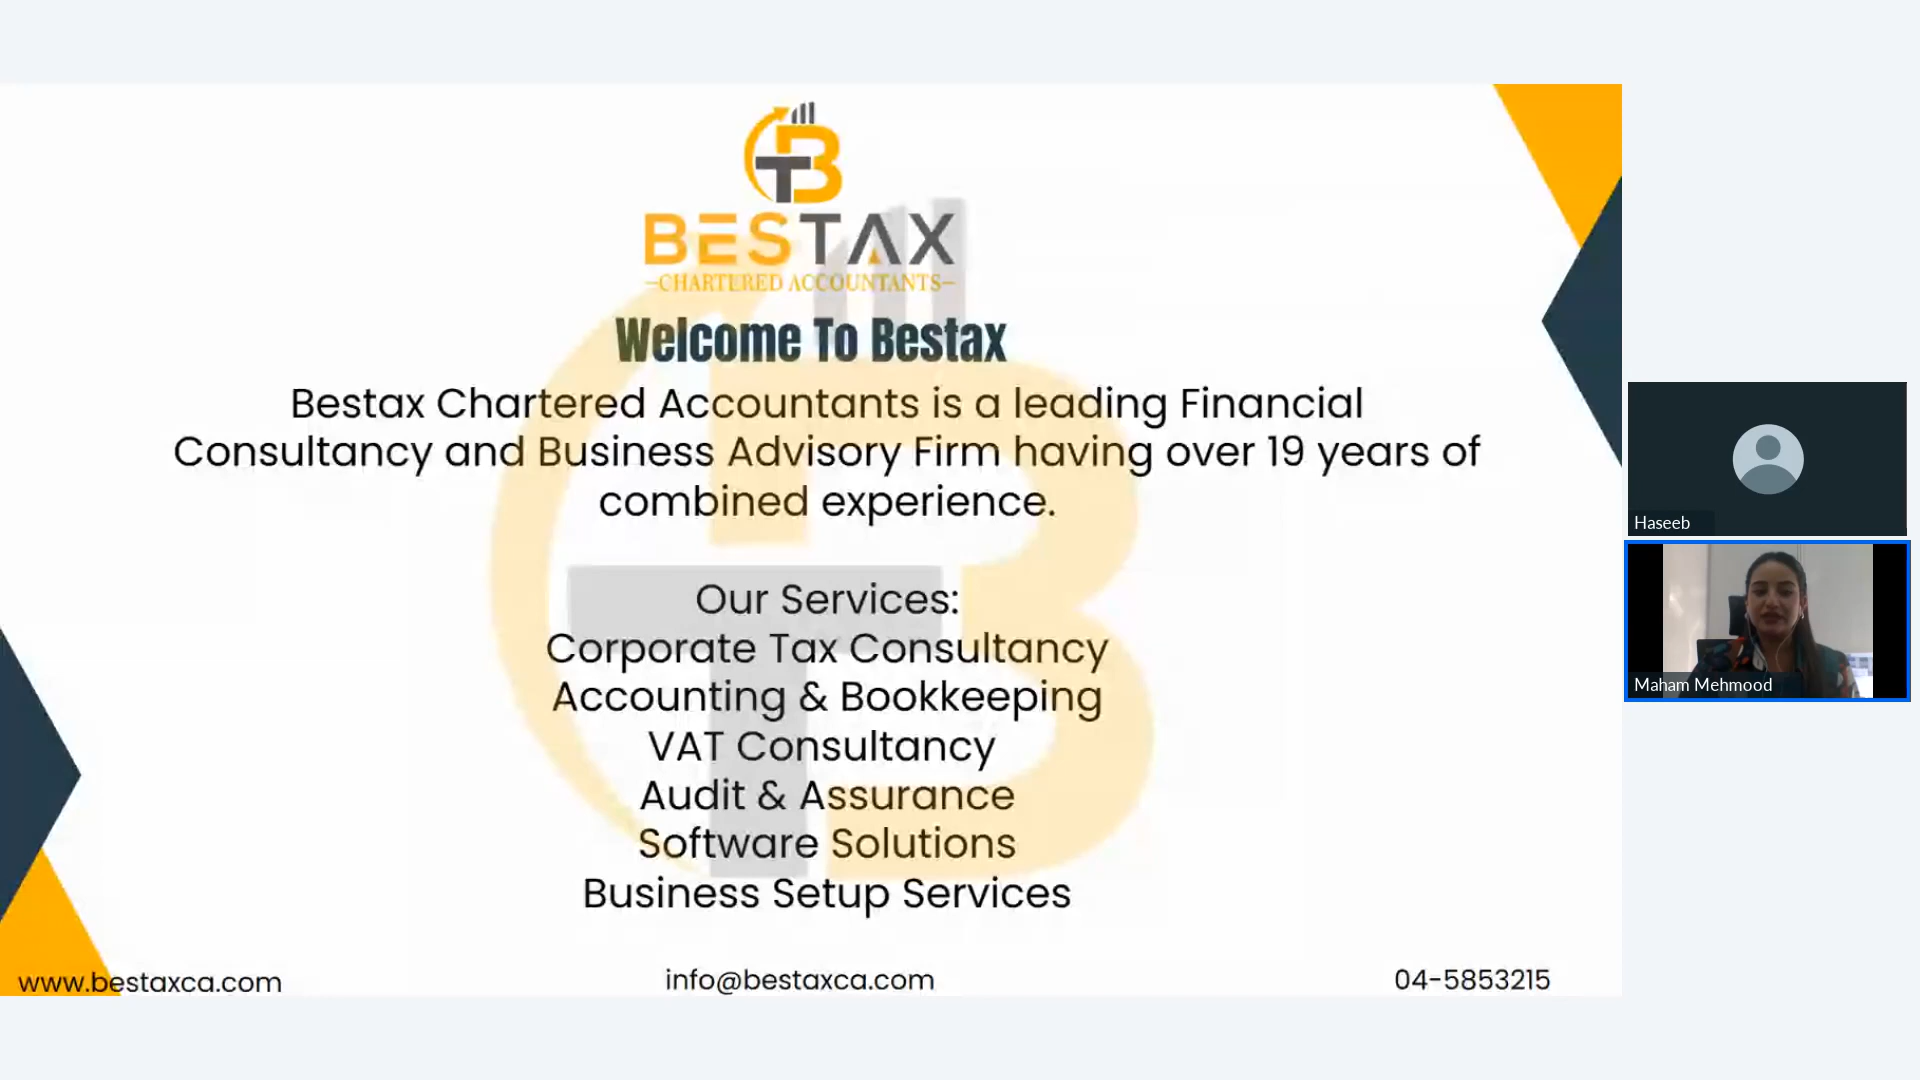 BESTAX
CHARTERED ACCOUNTANTS
Welcome To Bestax
Bestax Chartered Accountants is a leading Financial
Consultancy and Business Advisory Firm having over 19 years of
combined experience.
Our Services:
Corporate Tax Consultancy
Accounting & Bookkeeping
VAT Consultancy
Audit & Assurance
Software Solutions
Business Setup Services
www.bestaxca.com
info@bestaxca.com
04-5853215
Haseeb
Maham Mehmood